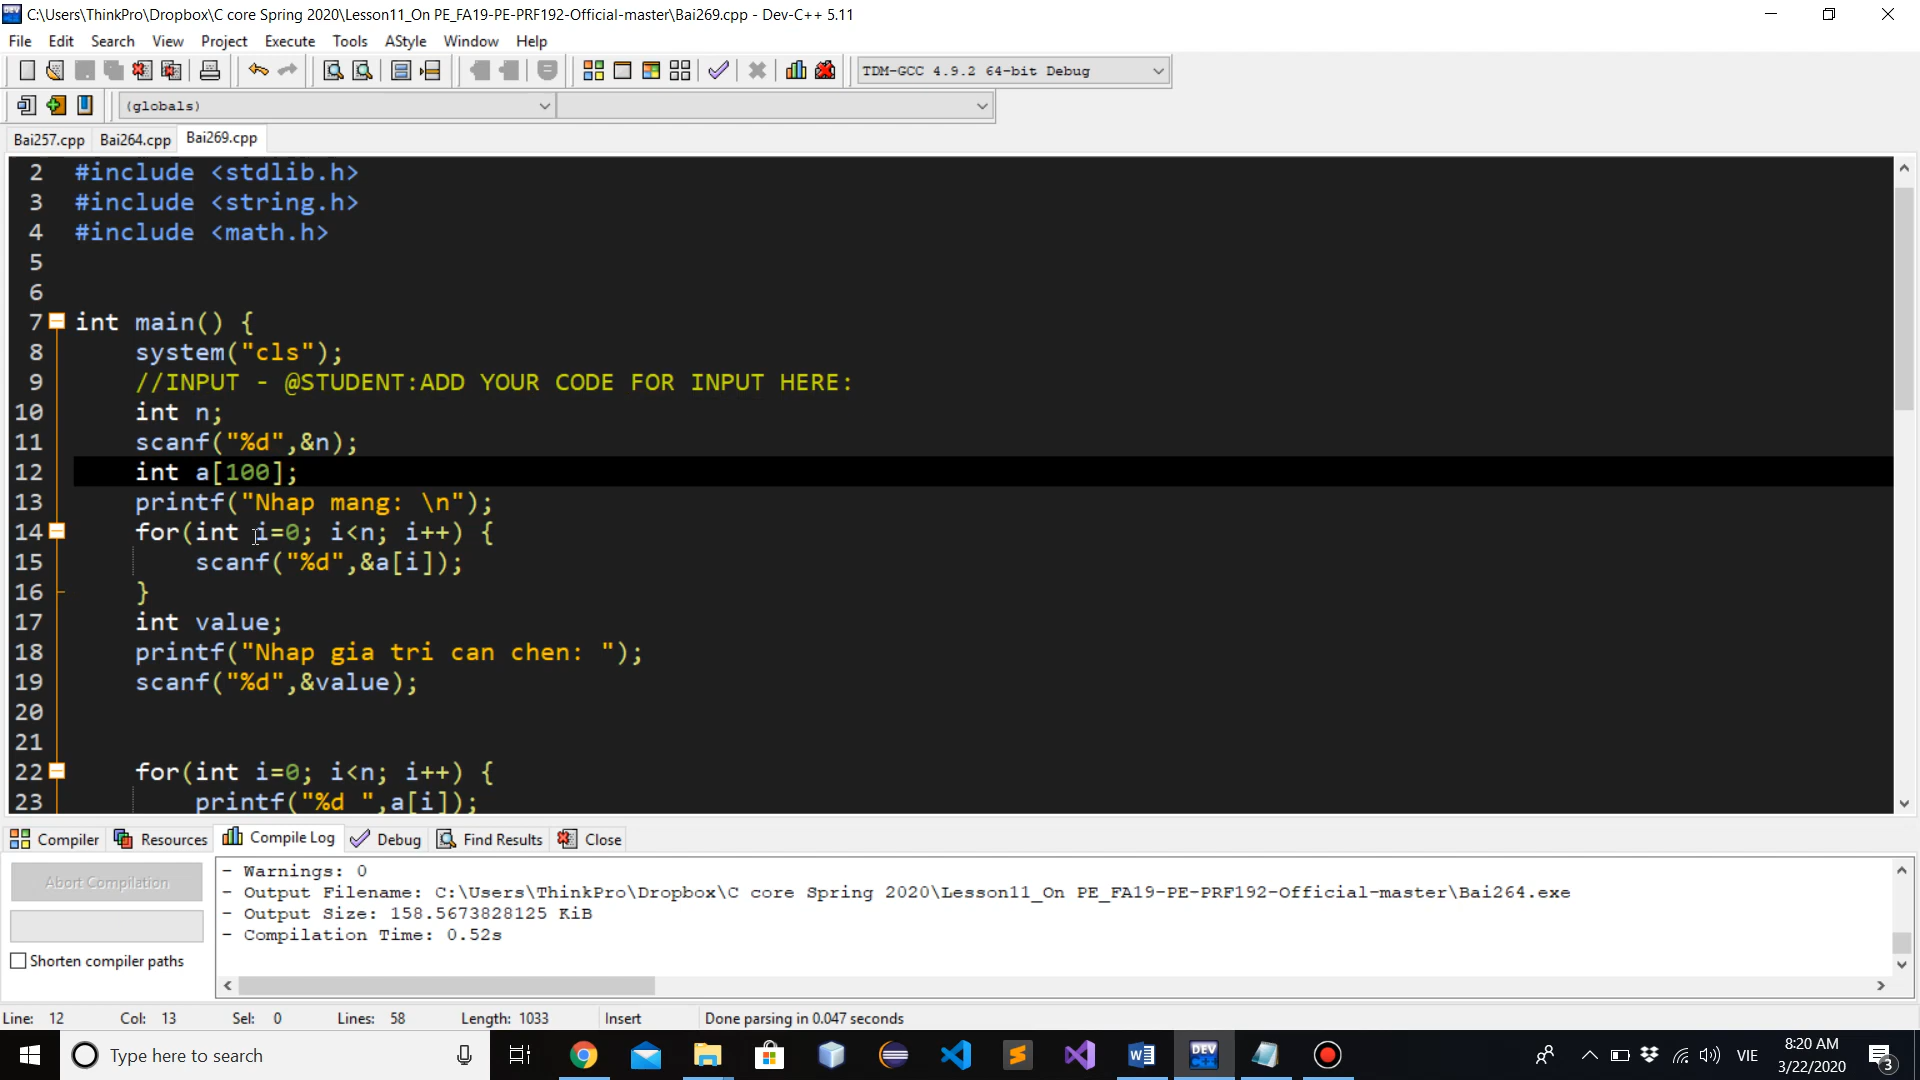 C:\Users\ThinkPro\Dropbox\C core Spring 2020\Lesson11_On PE_FA19-PE-PRF192-Official-master\Bai269.cpp - Dev-C++ 5.11
File Edit Search View Project Execute Tools AStyle Window Help
TDM-GCC 4.9.2 64-bit Debug
(globals)
Bai257.cpp Bai264.cpp Bai269.cpp
2 #include <stdlib.h>
3 #include <string.h>
4 #include <math.h>
5
6
7 int main() {
8 system("cls");
9 //INPUT - @STUDENT:ADD YOUR CODE FOR INPUT HERE:
10 int n;
11 scanf("%d",&n);
12 int a[100];
13 printf("Nhap mang: \n");
14 for(int i=0; i<n; i++) {
15 scanf("%d",&a[i]);
16 }
17 int value;
18 printf("Nhap gia tri can chen: ");
19 scanf("%d",&value);
20
21
22 for(int i=0; i<n; i++) {
23 printf("%d ",a[i]);
Compiler Resources Compile Log Debug Find Results Close
Abort Compilation
Shorten compiler paths
- Warnings: 0
- Output Filename: C:\Users\ThinkPro\Dropbox\C core Spring 2020\Lesson11_On PE_FA19-PE-PRF192-Official-master\Bai264.exe
- Output Size: 158.5673828125 KiB
- Compilation Time: 0.52s
Line: 12 Col: 13 Sel: 0 Lines: 58 Length: 1033 Insert Done parsing in 0.047 seconds
Type here to search
DEV C++
VIE
8:20 AM
3/22/2020
3